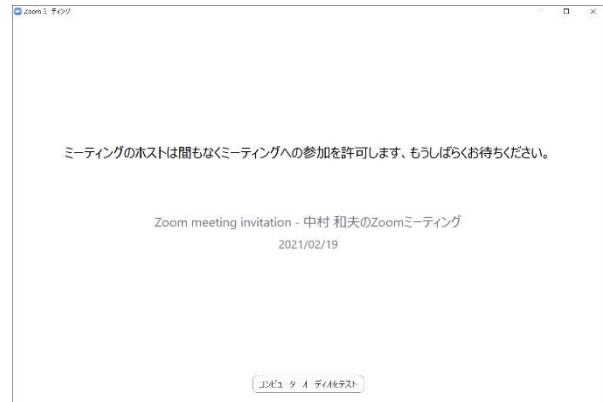 Zoom ミーティング
ミーティングのホストは間もなくミーティングへの参加を許可します、もうしばらくお待ちください。
Zoom meeting invitation - 中村 和夫のZoomミーティング
2021/02/19
コンピューターオーディオをテスト